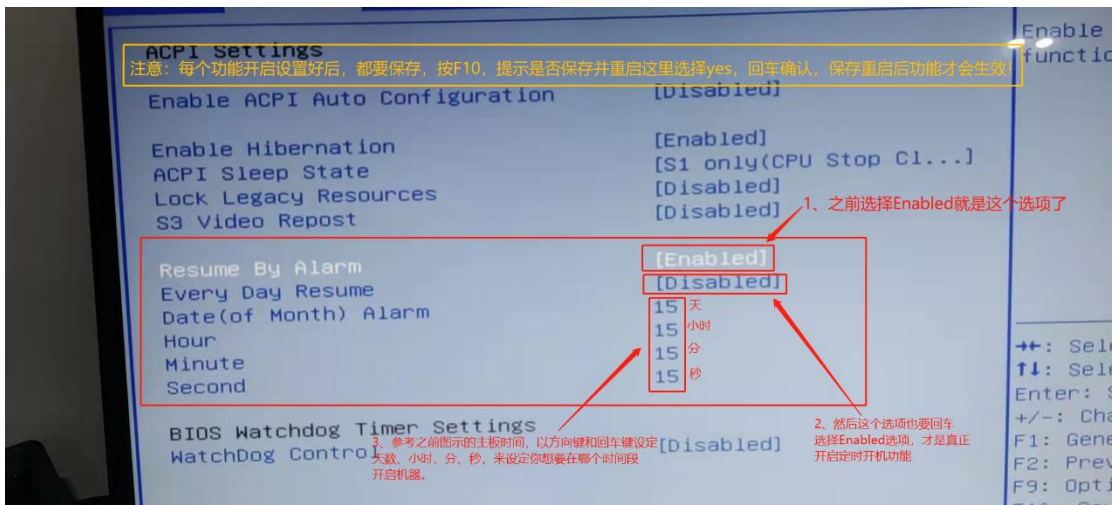 ACPI Settings
注意：每个功能开启设置好后，都要保存，按F10，提示是否保存并重启这里选择yes，回车确认，保存重启后功能才会生效！
Enable ACPI Auto Configuration [Disabled]
Enable Hibernation [Enabled]
ACPI Sleep State [S1 only(CPU Stop Cl...]
Lock Legacy Resources [Disabled]
S3 Video Repost [Disabled]
1、之前选择Enabled就是这个选项了
Resume By Alarm [Enabled]
Every Day Resume [Disabled]
Date(of Month) Alarm 15 天
Hour 15 小时
Minute 15 分
Second 15 秒
BIOS Watchdog Timer Settings
WatchDog Control [Disabled]
3、参考之前图示的主板时间，以方向键和回车键设定
天数、小时、分、秒，来设定你想要在哪个时间段
开启机器。
2、然后这个选项也要回车
选择Enabled选项，才是真正
开启定时开机功能
Enable
functio
→←: Sele
↑↓: Sele
Enter: S
+/-: Cha
F1: Gene
F2: Prev
F9: Opti